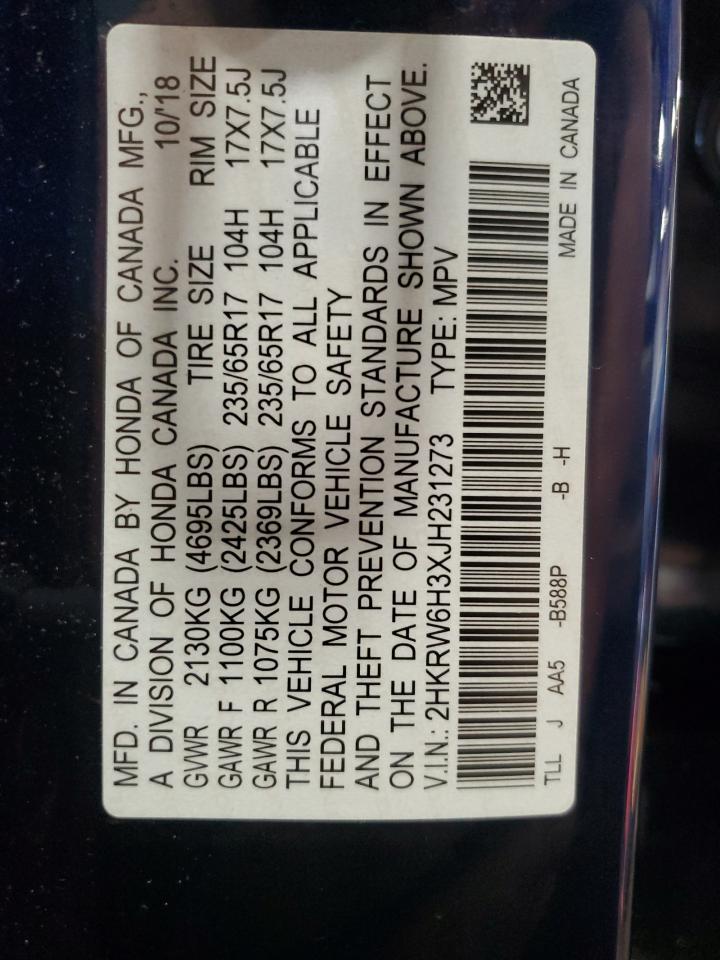 MFD. IN CANADA BY HONDA OF CANADA MFG.,
A DIVISION OF HONDA CANADA INC. 10/'18
GVWR 2130KG (4695LBS) TIRE SIZE RIM SIZE
GAWR F 1100KG (2425LBS) 235/65R17 104H 17X7.5J
GAWR R 1075KG (2369LBS) 235/65R17 104H 17X7.5J
THIS VEHICLE CONFORMS TO ALL APPLICABLE
FEDERAL MOTOR VEHICLE SAFETY
AND THEFT PREVENTION STANDARDS IN EFFECT
ON THE DATE OF MANUFACTURE SHOWN ABOVE.
V.I.N.: 2HKRW6H3XJH231273 TYPE: MPV
TLL J AA5 -B588P -B -H MADE IN CANADA